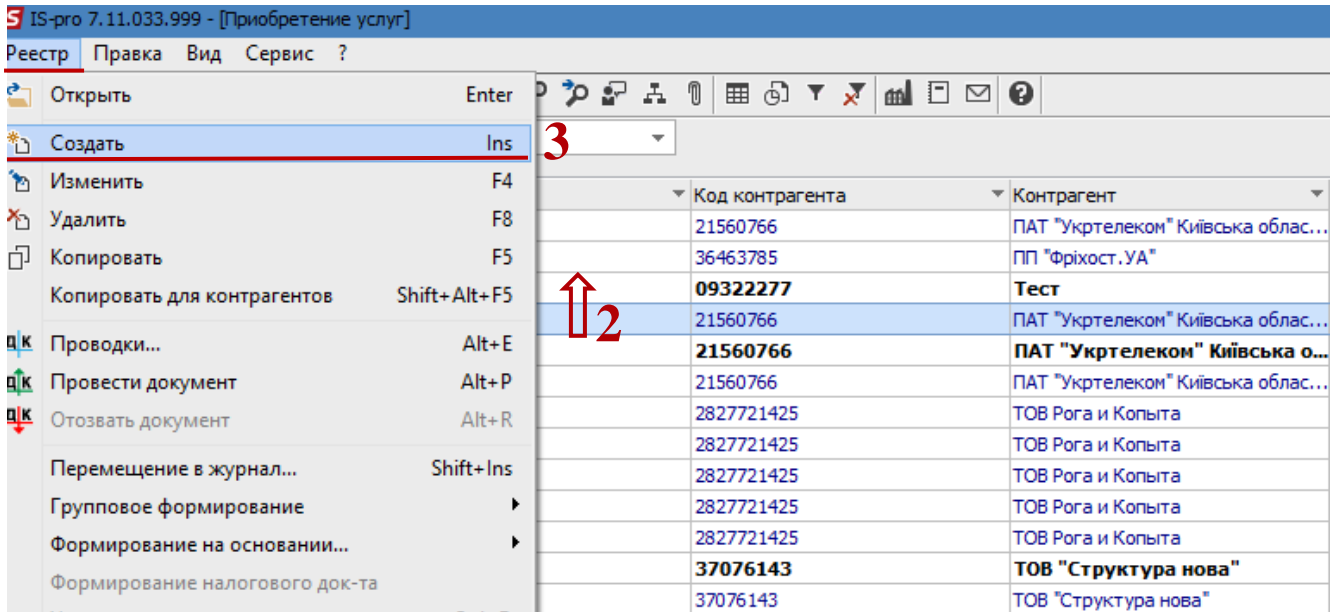 IS-pro 7.11.033.999 - [Приобретение услуг]
Реестр Правка Вид Сервис ?
Открыть Enter
Создать Ins 3
Изменить F4
Удалить F8
Копировать F5
Копировать для контрагентов Shift+Alt+F5
Проводки... Alt+E
Провести документ Alt+P
Отозвать документ Alt+R
Перемещение в журнал... Shift+Ins
Групповое формирование
Формирование на основании...
Формирование налогового док-та
2
Код контрагента Контрагент
21560766 ПАТ "Укртелеком" Київська облас...
36463785 ПП "Фріхост.УА"
09322277 Тест
21560766 ПАТ "Укртелеком" Київська облас...
21560766 ПАТ "Укртелеком" Київська о...
21560766 ПАТ "Укртелеком" Київська облас...
2827721425 ТОВ Рога и Копыта
2827721425 ТОВ Рога и Копыта
2827721425 ТОВ Рога и Копыта
2827721425 ТОВ Рога и Копыта
2827721425 ТОВ Рога и Копыта
37076143 ТОВ "Структура нова"
37076143 ТОВ "Структура нова"